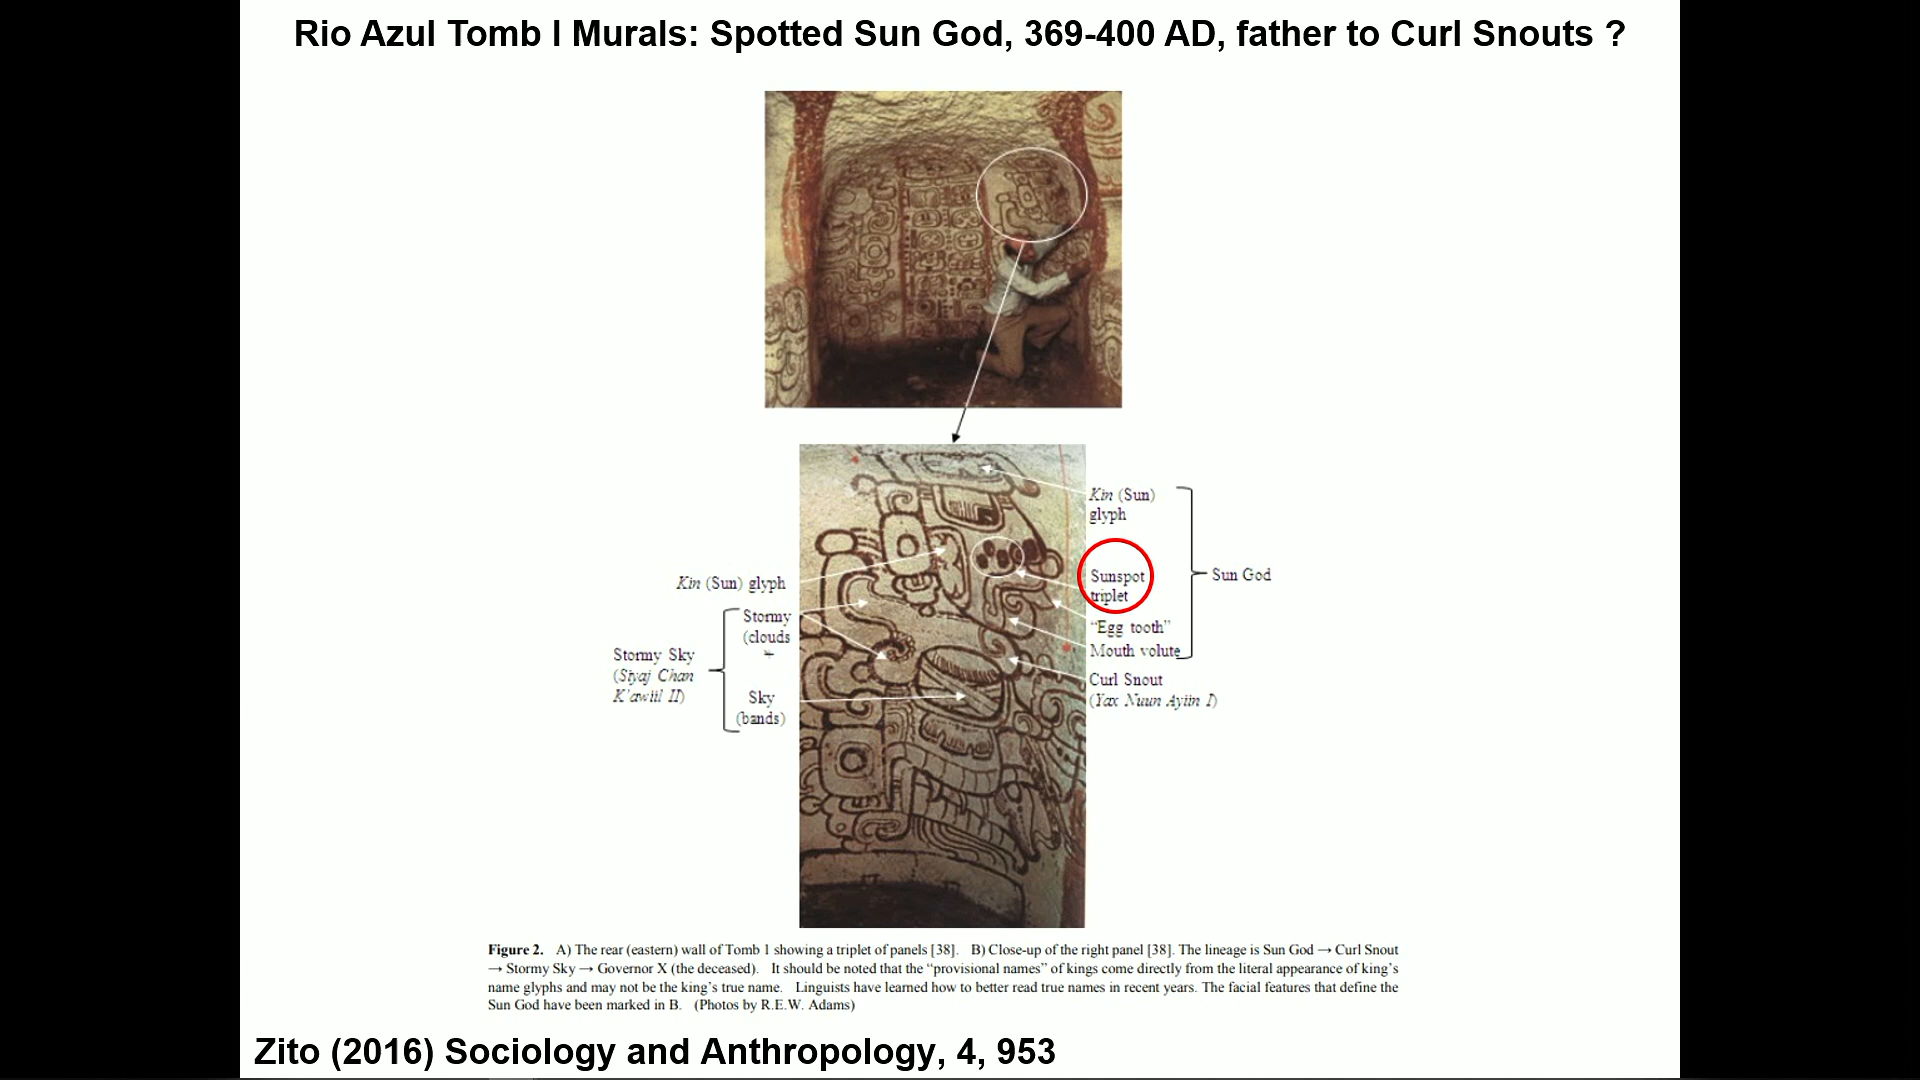 Rio Azul Tomb I Murals: Spotted Sun God, 369-400 AD, father to Curl Snouts ?
Kin (Sun)
glyph
Sunspot
triplet
Sun God
"Egg tooth"
Mouth volute
Curl Snout
(Yax Nuun Ayiin I)
Kin (Sun) glyph
Stormy
(clouds
Stormy Sky
(Siyaj Chan
K'awiil II)
Sky
(bands)
Figure 2. A) The rear (eastern) wall of Tomb 1 showing a triplet of panels [38]. B) Close-up of the right panel [38]. The lineage is Sun God → Curl Snout
→ Stormy Sky → Governor X (the deceased). It should be noted that the “provisional names” of kings come directly from the literal appearance of king’s
name glyphs and may not be the king’s true name. Linguists have learned how to better read true names in recent years. The facial features that define the
Sun God have been marked in B. (Photos by R.E.W. Adams)
Zito (2016) Sociology and Anthropology, 4, 953